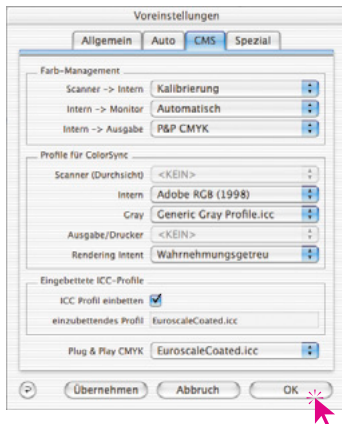 Voreinstellungen
Allgemein Auto CMS Spezial
Farb-Management
Scanner -> Intern Kalibrierung
Intern -> Monitor Automatisch
Intern -> Ausgabe P&P CMYK
Profile für ColorSync
Scanner (Durchsicht) <KEIN>
Intern Adobe RGB (1998)
Gray Generic Gray Profile.icc
Ausgabe/Drucker <KEIN>
Rendering Intent Wahrnehmungsgetreu
Eingebettete ICC-Profile
ICC Profil einbetten
einzubettendes Profil EuroscaleCoated.icc
Plug & Play CMYK EuroscaleCoated.icc
Übernehmen Abbruch OK